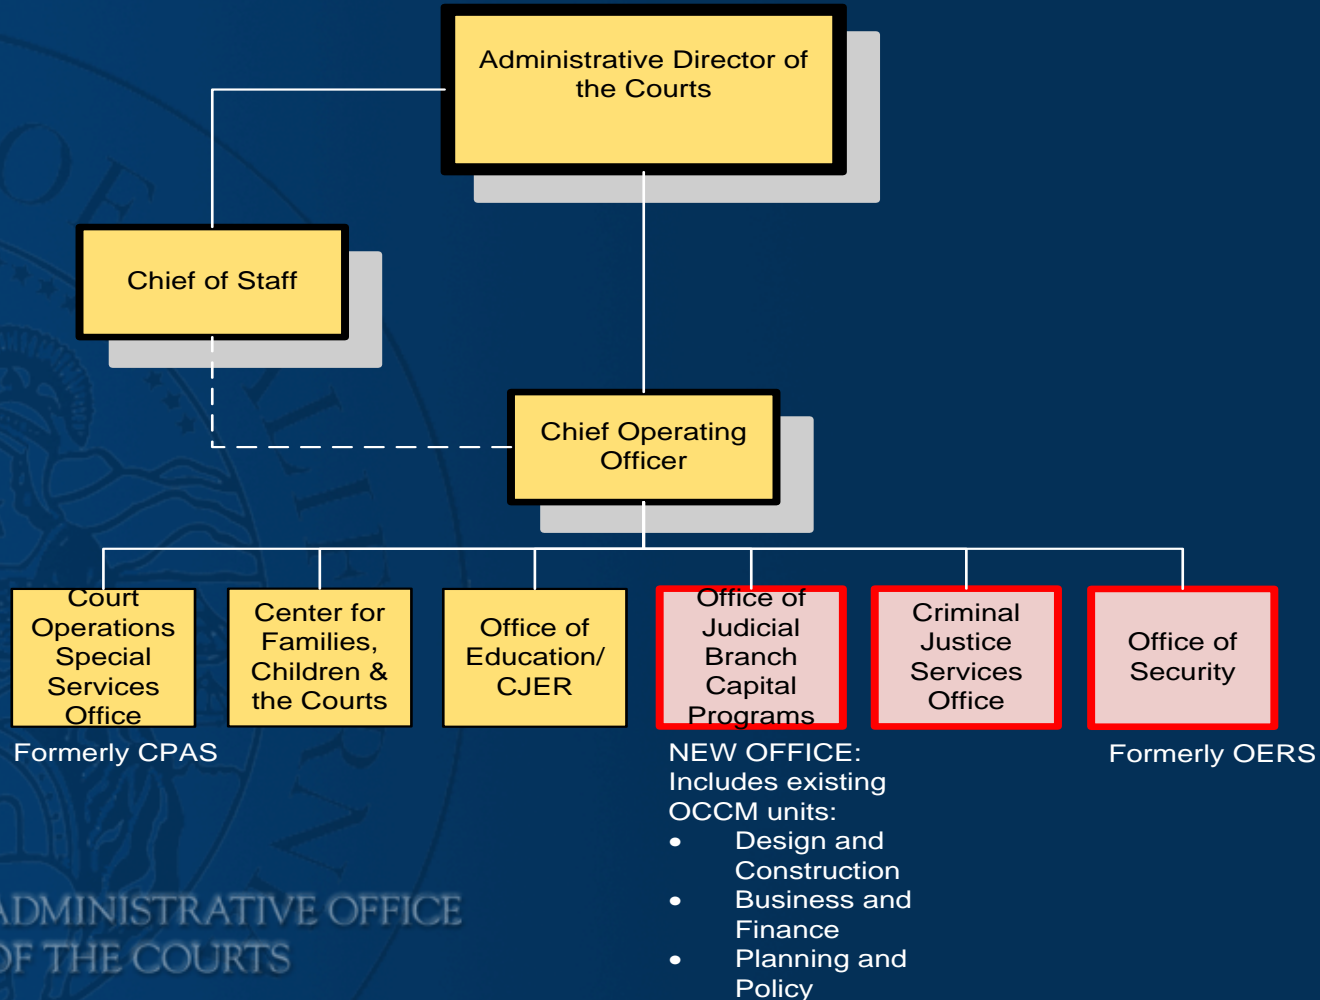 Administrative Director of
the Courts
Chief of Staff
Chief Operating
Officer
Court
Operations
Special
Services
Office
Center for
Families,
Children &
the Courts
Office of
Education/
CJER
Office of
Judicial
Branch
Capital
Programs
Criminal
Justice
Services
Office
Office of
Security
Formerly CPAS
NEW OFFICE:
Includes existing
OCCM units:
• Design and
Construction
• Business and
Finance
• Planning and
Policy
Formerly OERS
ADMINISTRATIVE OFFICE
OF THE COURTS